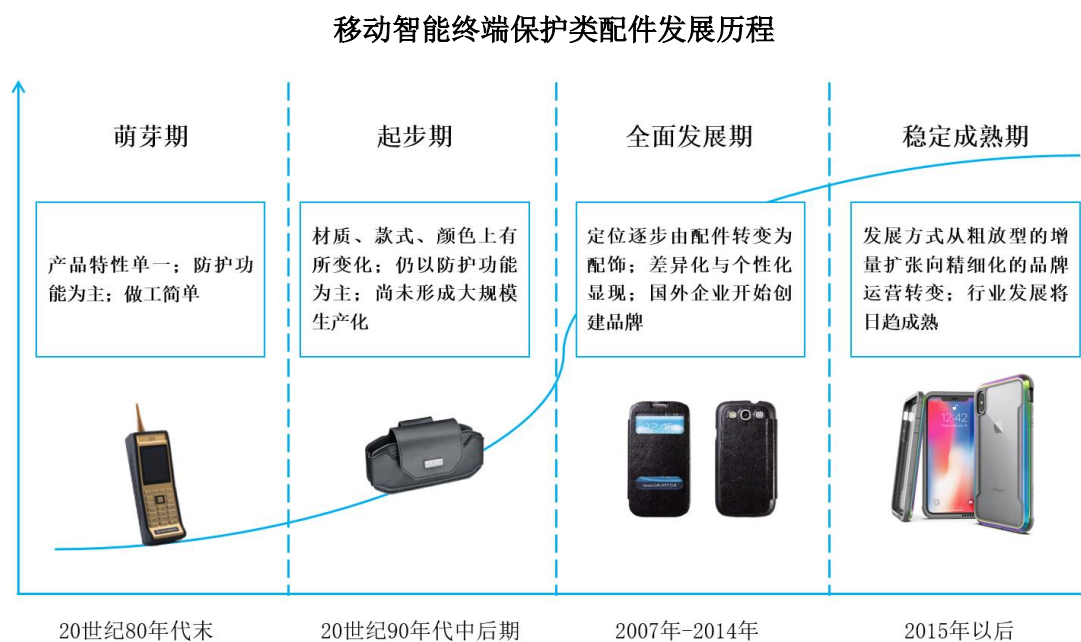 移动智能终端保护类配件发展历程
萌芽期
起步期
全面发展期
稳定成熟期
产品特性单一；防护功
能为主；做工简单
材质、款式、颜色上有
所变化；仍以防护功能
为主；尚未形成大规模
生产化
定位逐步由配件转变为
配饰；差异化与个性化
显现；国外企业开始创
建品牌
发展方式从粗放型的增
量扩张向精细化的品牌
运营转变；行业发展将
日趋成熟
12:45
GALAXY S III
12:42
20世纪80年代末
20世纪90年代中后期
2007年-2014年
2015年以后